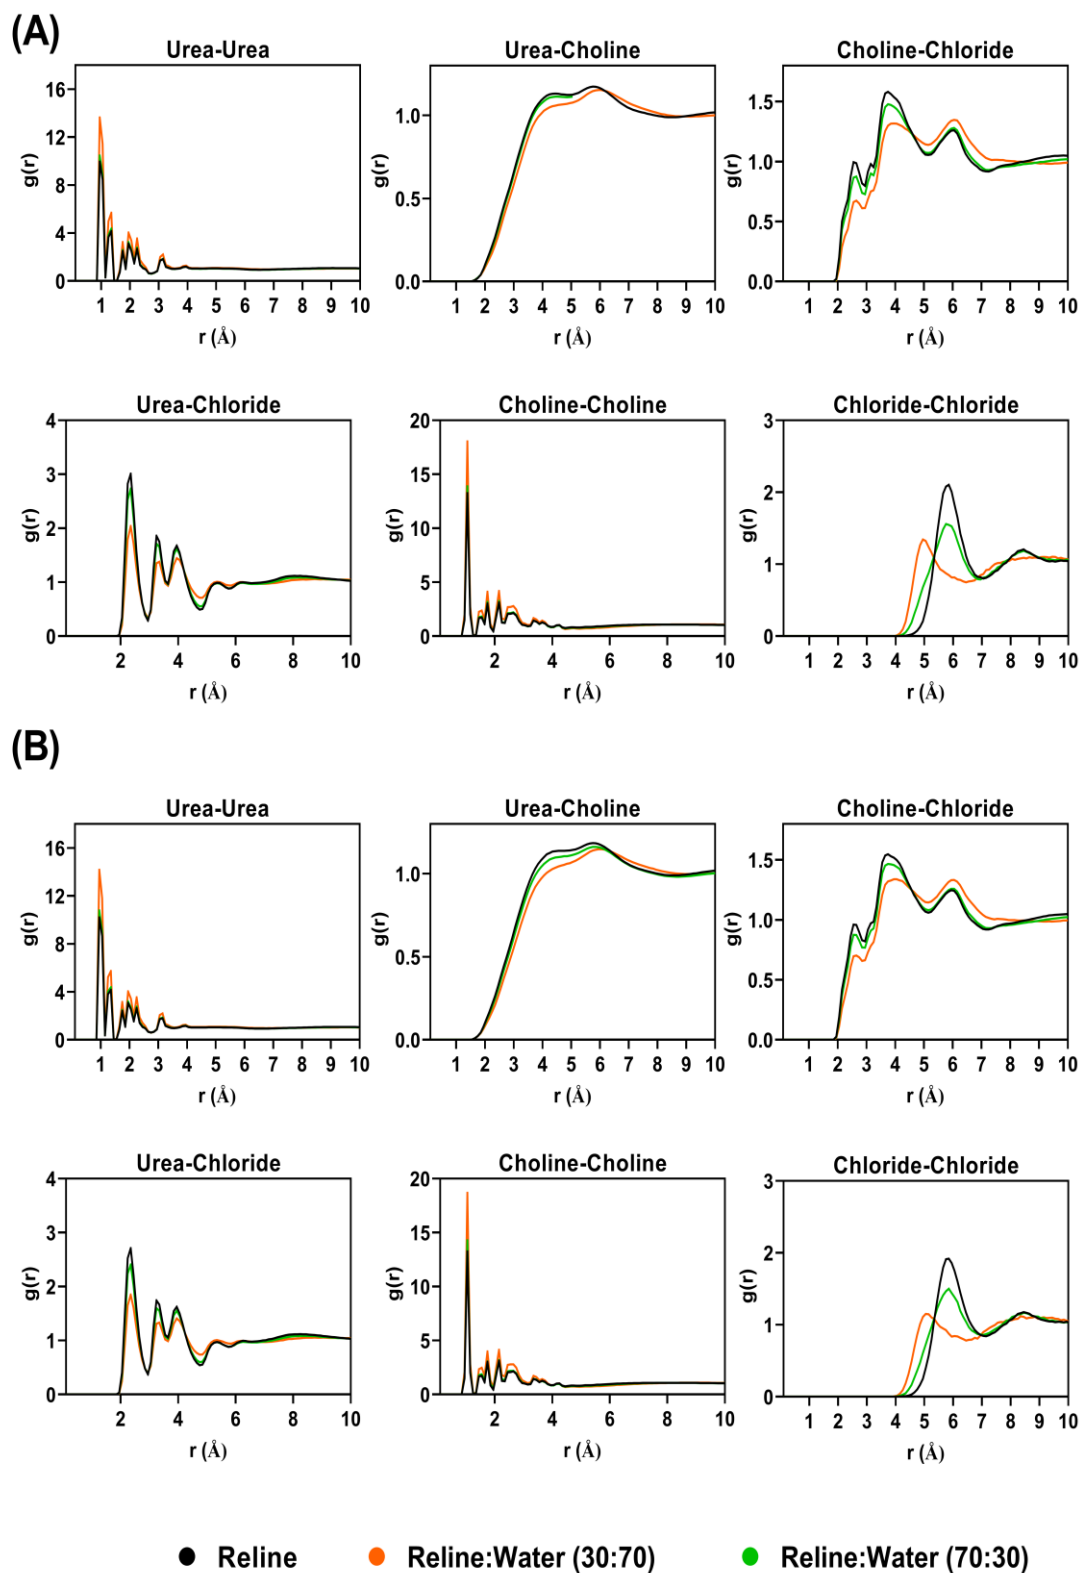 (A)
Urea-Urea
16
12
8
4
0
g(r)
1 2 3 4 5 6 7 8 9 10
r (Å)
Urea-Choline
1.0
0.5
0.0
g(r)
1 2 3 4 5 6 7 8 9 10
r (Å)
Choline-Chloride
1.5
1.0
0.5
0.0
g(r)
1 2 3 4 5 6 7 8 9 10
r (Å)
Urea-Chloride
4
3
2
1
0
g(r)
2 4 6 8 10
r (Å)
Choline-Choline
20
15
10
5
0
g(r)
2 4 6 8 10
r (Å)
Chloride-Chloride
3
2
1
0
g(r)
1 2 3 4 5 6 7 8 9 10
r (Å)
(B)
Urea-Urea
16
12
8
4
0
g(r)
1 2 3 4 5 6 7 8 9 10
r (Å)
Urea-Choline
1.0
0.5
0.0
g(r)
1 2 3 4 5 6 7 8 9 10
r (Å)
Choline-Chloride
1.5
1.0
0.5
0.0
g(r)
1 2 3 4 5 6 7 8 9 10
r (Å)
Urea-Chloride
4
3
2
1
0
g(r)
2 4 6 8 10
r (Å)
Choline-Choline
20
15
10
5
0
g(r)
2 4 6 8 10
r (Å)
Chloride-Chloride
3
2
1
0
g(r)
1 2 3 4 5 6 7 8 9 10
r (Å)
Reline
Reline:Water (30:70)
Reline:Water (70:30)